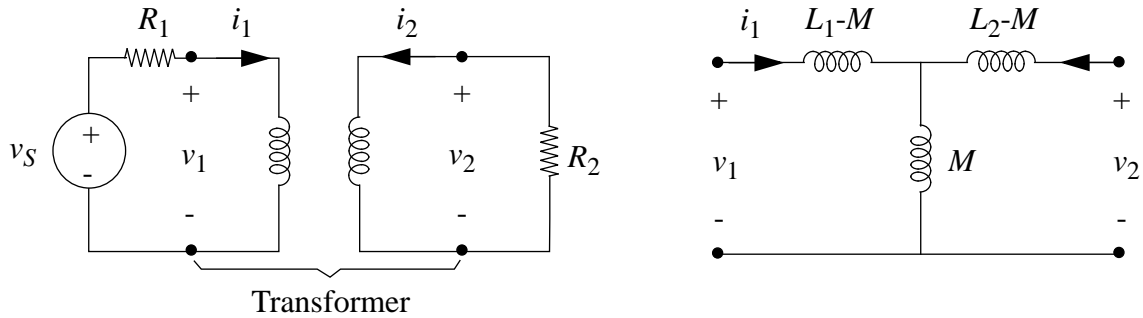 R1 i1 i2 i1 L1-M L2-M
+ + + +
vS + - v1 v2 R2 v1 M v2
- - - -
Transformer